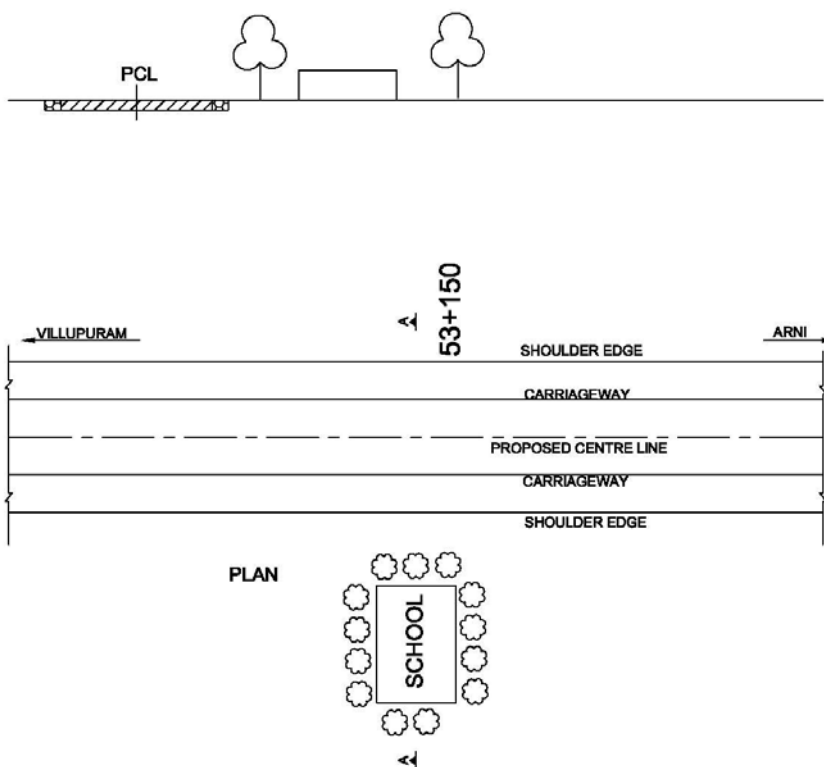 PCL
A
53+150
VILLUPURAM
ARNI
SHOULDER EDGE
CARRIAGEWAY
PROPOSED CENTRE LINE
CARRIAGEWAY
SHOULDER EDGE
PLAN
SCHOOL
A